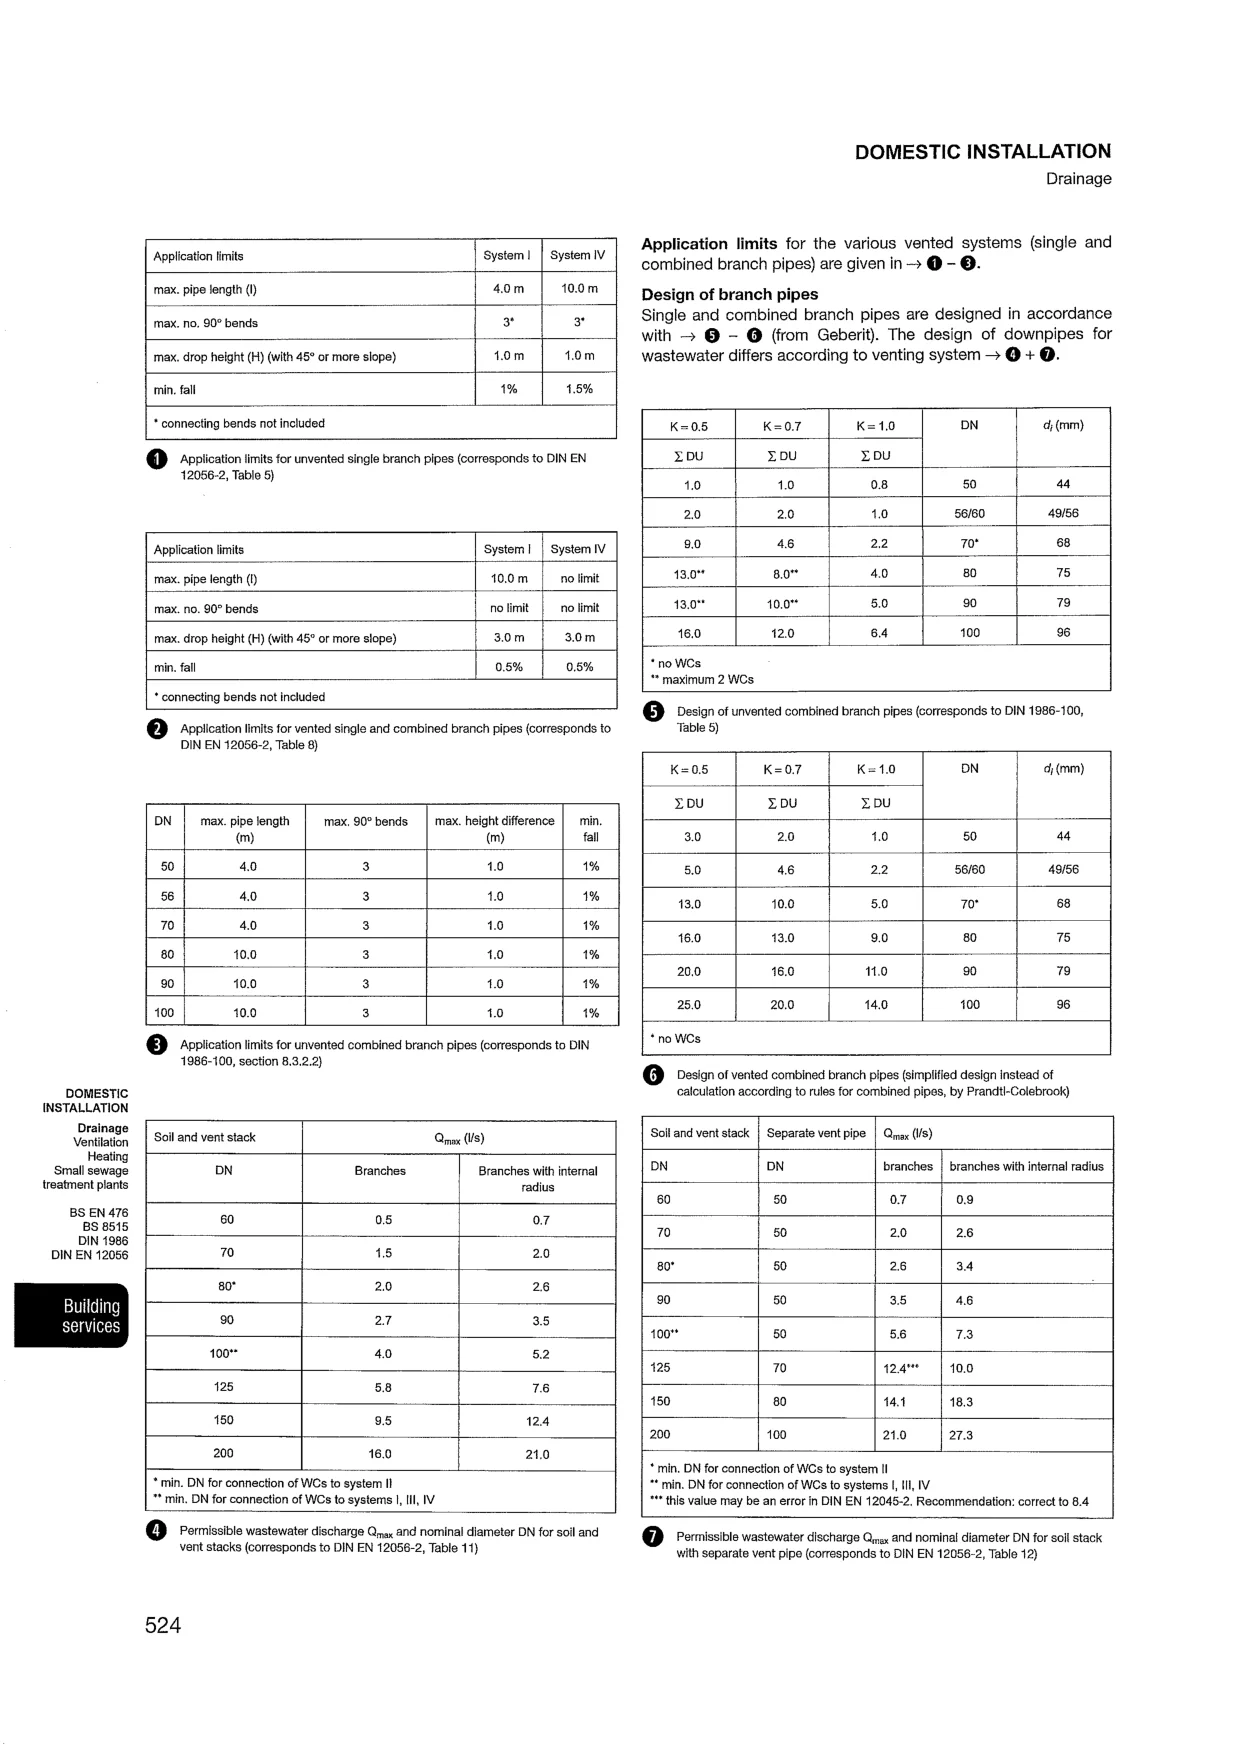 DOMESTIC INSTALLATION
Drainage
Application limits System I System IV
max. pipe length (l) 4.0 m 10.0 m
max. no. 90° bends 3* 3*
max. drop height (H) (with 45° or more slope) 1.0 m 1.0 m
min. fall 1% 1.5%
* connecting bends not included
❶ Application limits for unvented single branch pipes (corresponds to DIN EN
12056-2, Table 5)
Application limits System I System IV
max. pipe length (l) 10.0 m no limit
max. no. 90° bends no limit no limit
max. drop height (H) (with 45° or more slope) 3.0 m 3.0 m
min. fall 0.5% 0.5%
* connecting bends not included
❷ Application limits for vented single and combined branch pipes (corresponds to
DIN EN 12056-2, Table 8)
DN max. pipe length max. 90° bends max. height difference min.
(m) (m) fall
50 4.0 3 1.0 1%
56 4.0 3 1.0 1%
70 4.0 3 1.0 1%
80 10.0 3 1.0 1%
90 10.0 3 1.0 1%
100 10.0 3 1.0 1%
❸ Application limits for unvented combined branch pipes (corresponds to DIN
1986-100, section 8.3.2.2)
DOMESTIC
INSTALLATION
Drainage
Ventilation
Heating
Small sewage
treatment plants
BS EN 476
BS 8515
DIN 1986
DIN EN 12056
Building
services
Soil and vent stack Qmax (l/s)
DN Branches Branches with internal
radius
60 0.5 0.7
70 1.5 2.0
80* 2.0 2.6
90 2.7 3.5
100** 4.0 5.2
125 5.8 7.6
150 9.5 12.4
200 16.0 21.0
* min. DN for connection of WCs to system II
** min. DN for connection of WCs to systems I, III, IV
❹ Permissible wastewater discharge Qmax and nominal diameter DN for soil and
vent stacks (corresponds to DIN EN 12056-2, Table 11)
Application limits for the various vented systems (single and
combined branch pipes) are given in → ❶ – ❸.
Design of branch pipes
Single and combined branch pipes are designed in accordance
with → ❺ – ❻ (from Geberit). The design of downpipes for
wastewater differs according to venting system → ❹ + ❼.
K = 0.5 K = 0.7 K = 1.0 DN di (mm)
Σ DU Σ DU Σ DU
1.0 1.0 0.8 50 44
2.0 2.0 1.0 56/60 49/56
9.0 4.6 2.2 70* 68
13.0** 8.0** 4.0 80 75
13.0** 10.0** 5.0 90 79
16.0 12.0 6.4 100 96
* no WCs
** maximum 2 WCs
❺ Design of unvented combined branch pipes (corresponds to DIN 1986-100,
Table 5)
K = 0.5 K = 0.7 K = 1.0 DN di (mm)
Σ DU Σ DU Σ DU
3.0 2.0 1.0 50 44
5.0 4.6 2.2 56/60 49/56
13.0 10.0 5.0 70* 68
16.0 13.0 9.0 80 75
20.0 16.0 11.0 90 79
25.0 20.0 14.0 100 96
* no WCs
❻ Design of vented combined branch pipes (simplified design instead of
calculation according to rules for combined pipes, by Prandtl-Colebrook)
Soil and vent stack Separate vent pipe Qmax (l/s)
DN DN branches branches with internal radius
60 50 0.7 0.9
70 50 2.0 2.6
80* 50 2.6 3.4
90 50 3.5 4.6
100** 50 5.6 7.3
125 70 12.4*** 10.0
150 80 14.1 18.3
200 100 21.0 27.3
* min. DN for connection of WCs to system II
** min. DN for connection of WCs to systems I, III, IV
*** this value may be an error in DIN EN 12045-2. Recommendation: correct to 8.4
❼ Permissible wastewater discharge Qmax and nominal diameter DN for soil stack
with separate vent pipe (corresponds to DIN EN 12056-2, Table 12)
524